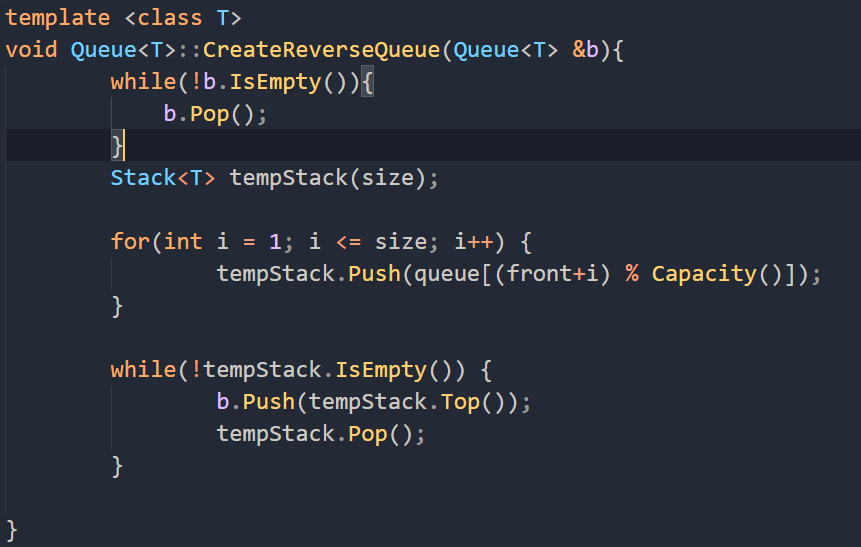 template <class T>
void Queue<T>::CreateReverseQueue(Queue<T> &b){
while(!b.IsEmpty()){
b.Pop();
}
Stack<T> tempStack(size);
for(int i = 1; i <= size; i++) {
tempStack.Push(queue[(front+i) % Capacity()]);
}
while(!tempStack.IsEmpty()) {
b.Push(tempStack.Top());
tempStack.Pop();
}
}